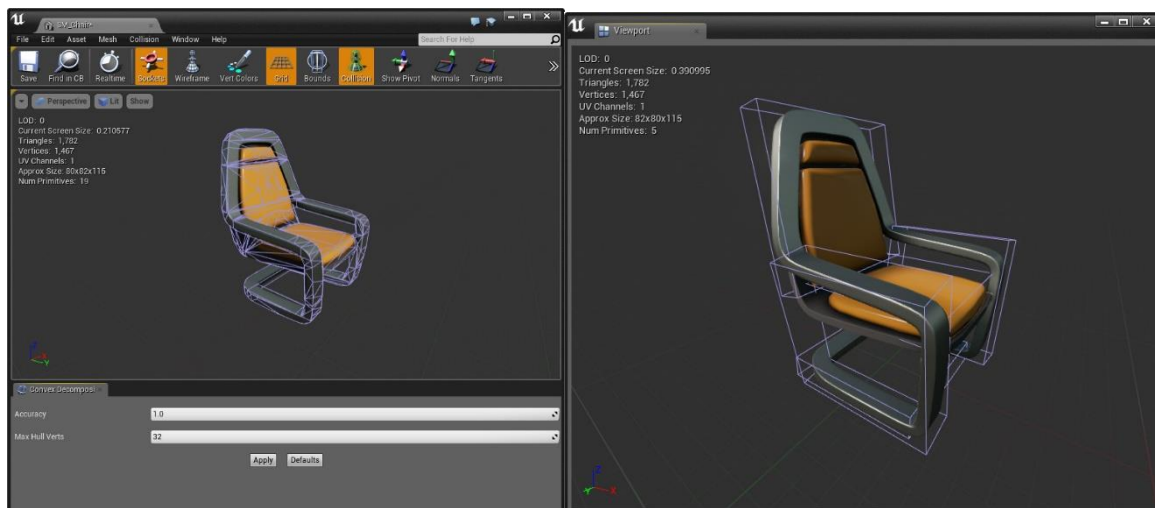 SM_Chair*
File Edit Asset Mesh Collision Window Help
Search For Help
Save Find in CB Realtime Sockets Wireframe Vert Colors Grid Bounds Collision Show Pivot Normals Tangents
Perspective Lit Show
LOD: 0
Current Screen Size: 0.210577
Triangles: 1,782
Vertices: 1,467
UV Channels: 1
Approx Size: 80x82x115
Num Primitives: 19
Z
X
Y
Convex Decomposi
Accuracy 1.0
Max Hull Verts 32
Apply Defaults
Viewport
LOD: 0
Current Screen Size: 0.390995
Triangles: 1,782
Vertices: 1,467
UV Channels: 1
Approx Size: 82x80x115
Num Primitives: 5
Z
Y X